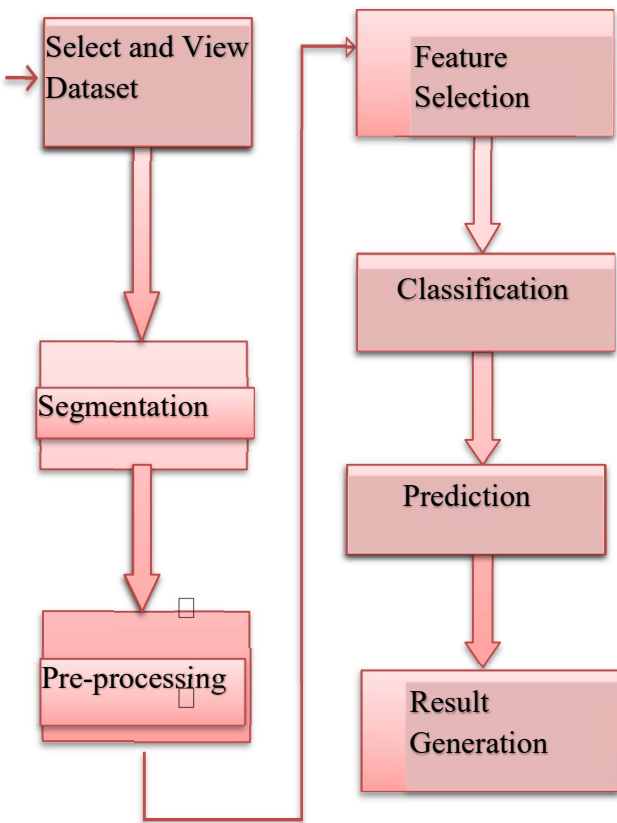 Select and View
Dataset
Segmentation
Pre-processing
Feature
Selection
Classification
Prediction
Result
Generation